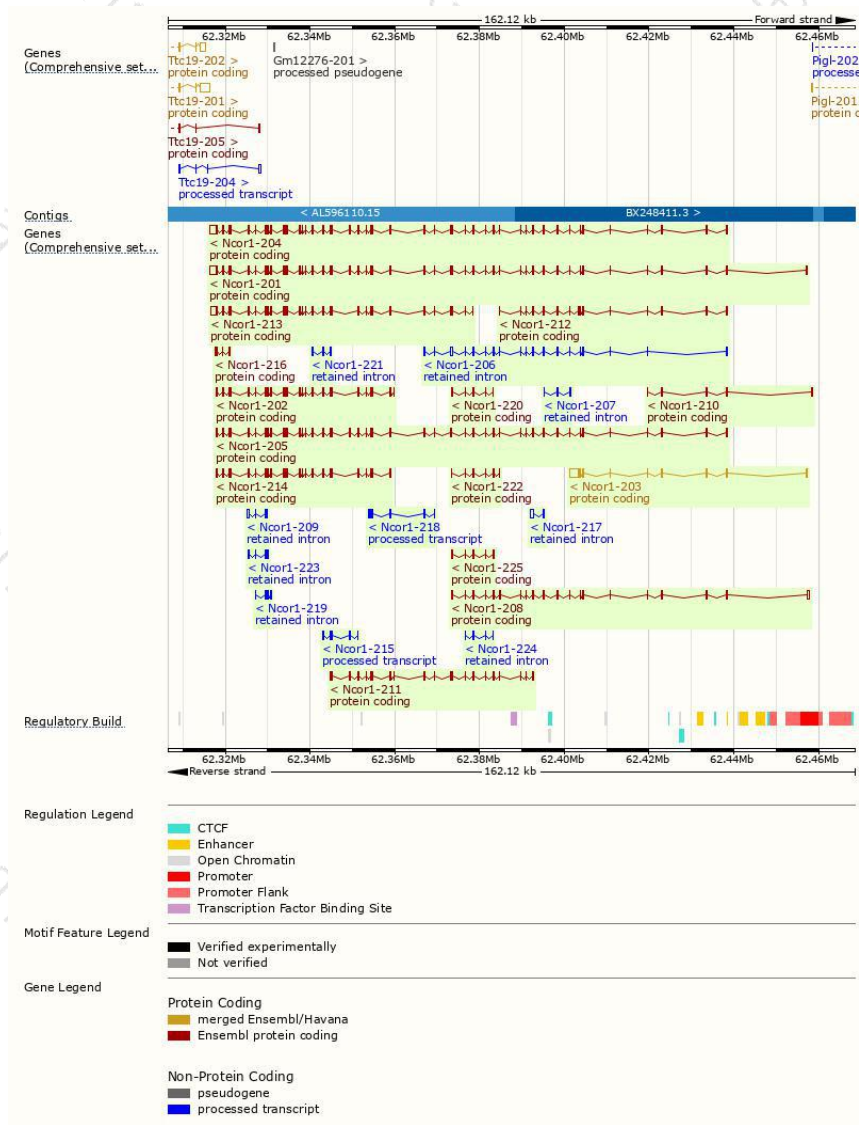 162.12 kb Forward strand
62.32Mb 62.34Mb 62.36Mb 62.38Mb 62.40Mb 62.42Mb 62.44Mb 62.46Mb
Genes
(Comprehensive set...
Ttc19-202 >
protein coding
Gm12276-201 >
processed pseudogene
Pigl-202
processe
Ttc19-201 >
protein coding
Pigl-201
protein c
Ttc19-205 >
protein coding
Ttc19-204 >
processed transcript
Contigs
< AL596110.15
BX248411.3 >
Genes
(Comprehensive set...
< Ncor1-204
protein coding
< Ncor1-201
protein coding
< Ncor1-213
protein coding
< Ncor1-212
protein coding
< Ncor1-216
protein coding
< Ncor1-221
retained intron
< Ncor1-206
retained intron
< Ncor1-202
protein coding
< Ncor1-220
protein coding
< Ncor1-207
retained intron
< Ncor1-210
protein coding
< Ncor1-205
protein coding
< Ncor1-214
protein coding
< Ncor1-222
protein coding
< Ncor1-203
protein coding
< Ncor1-209
retained intron
< Ncor1-218
processed transcript
< Ncor1-217
retained intron
< Ncor1-223
retained intron
< Ncor1-225
protein coding
< Ncor1-219
retained intron
< Ncor1-208
protein coding
< Ncor1-215
processed transcript
< Ncor1-224
retained intron
< Ncor1-211
protein coding
Regulatory Build
62.32Mb 62.34Mb 62.36Mb 62.38Mb 62.40Mb 62.42Mb 62.44Mb 62.46Mb
Reverse strand 162.12 kb
Regulation Legend
CTCF
Enhancer
Open Chromatin
Promoter
Promoter Flank
Transcription Factor Binding Site
Motif Feature Legend
Verified experimentally
Not verified
Gene Legend
Protein Coding
merged Ensembl/Havana
Ensembl protein coding
Non-Protein Coding
pseudogene
processed transcript